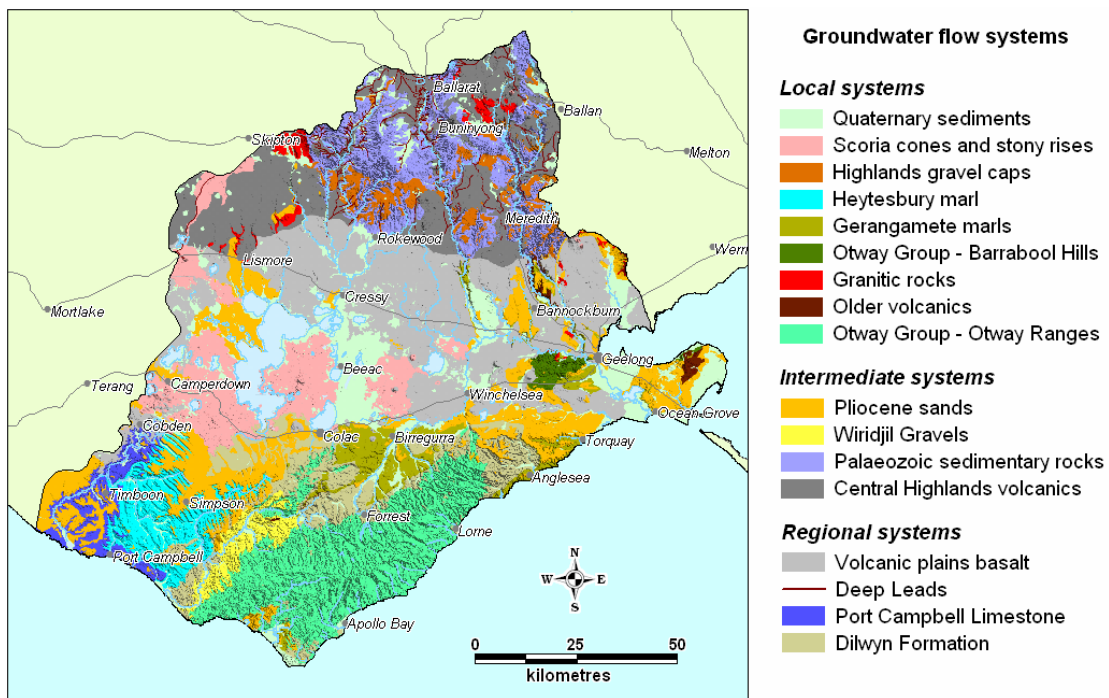 Ballarat
Ballan
Buninyong
Skipton
Melton
Meredith
Rokewood
Werri
Lismore
Cressy
Mortlake
Bannockburn
Geelong
Beeac
Terang
Camperdown
Winchelsea
Ocean Grove
Cobden
Colac
Birregurra
Torquay
Anglesea
Timboon
Simpson
Forrest
Lorne
Port Campbell
N
W E
S
Apollo Bay
0 25 50
kilometres
Groundwater flow systems
Local systems
Quaternary sediments
Scoria cones and stony rises
Highlands gravel caps
Heytesbury marl
Gerangamete marls
Otway Group - Barrabool Hills
Granitic rocks
Older volcanics
Otway Group - Otway Ranges
Intermediate systems
Pliocene sands
Wiridjil Gravels
Palaeozoic sedimentary rocks
Central Highlands volcanics
Regional systems
Volcanic plains basalt
Deep Leads
Port Campbell Limestone
Dilwyn Formation